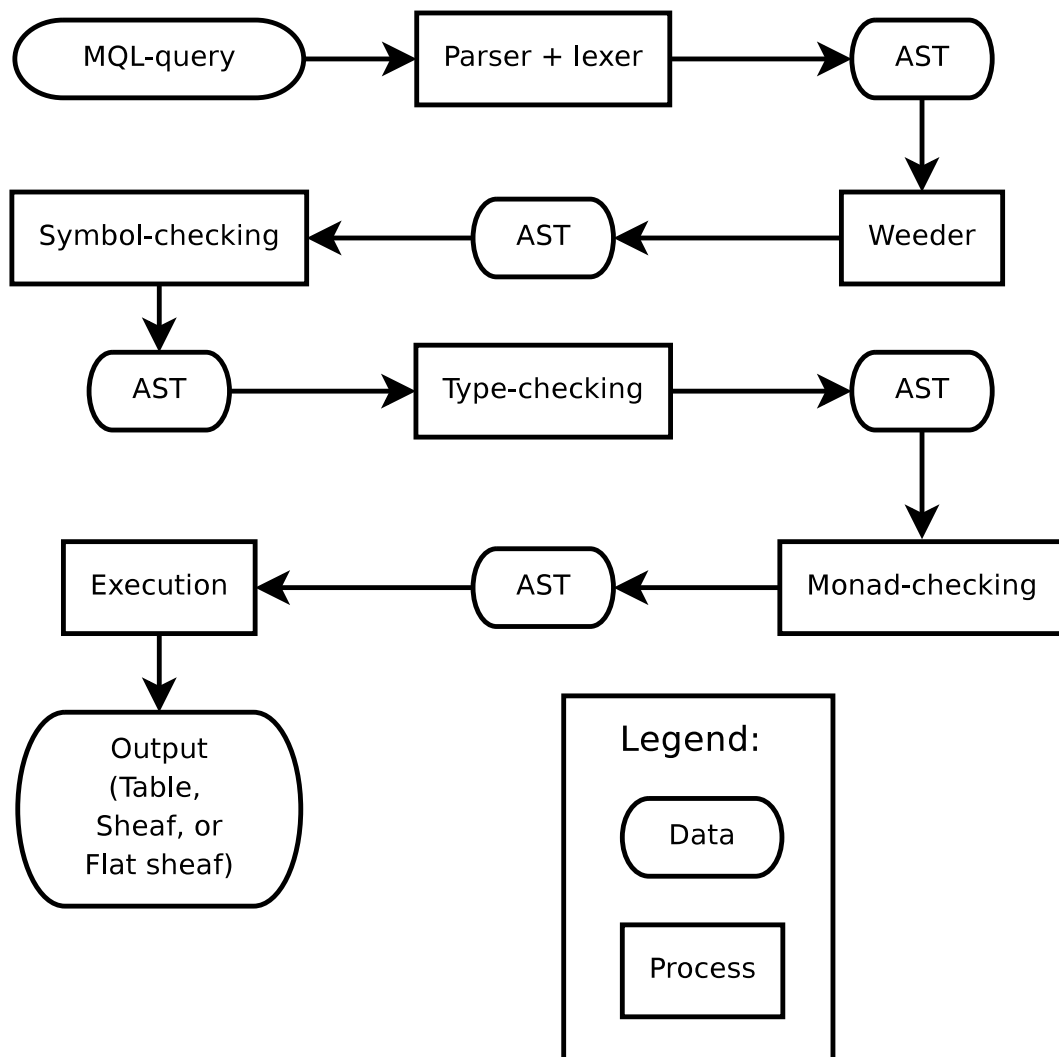 MQL-query
Parser + lexer
AST
Symbol-checking
AST
Weeder
AST
Type-checking
AST
Execution
AST
Monad-checking
Output
(Table,
Sheaf, or
Flat sheaf)
Legend:
Data
Process